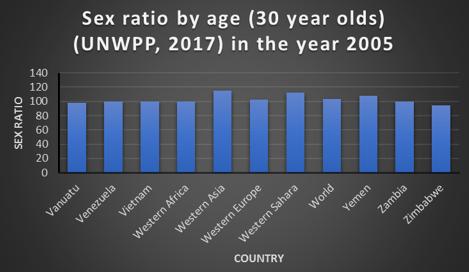 Sex ratio by age (30 year olds)
(UNWPP, 2017) in the year 2005
SEX RATIO
140
120
100
80
60
40
20
0
Vanuatu
Venezuela
Vietnam
Western Africa
Western Asia
Western Europe
Western Sahara
World
Yemen
Zambia
Zimbabwe
COUNTRY